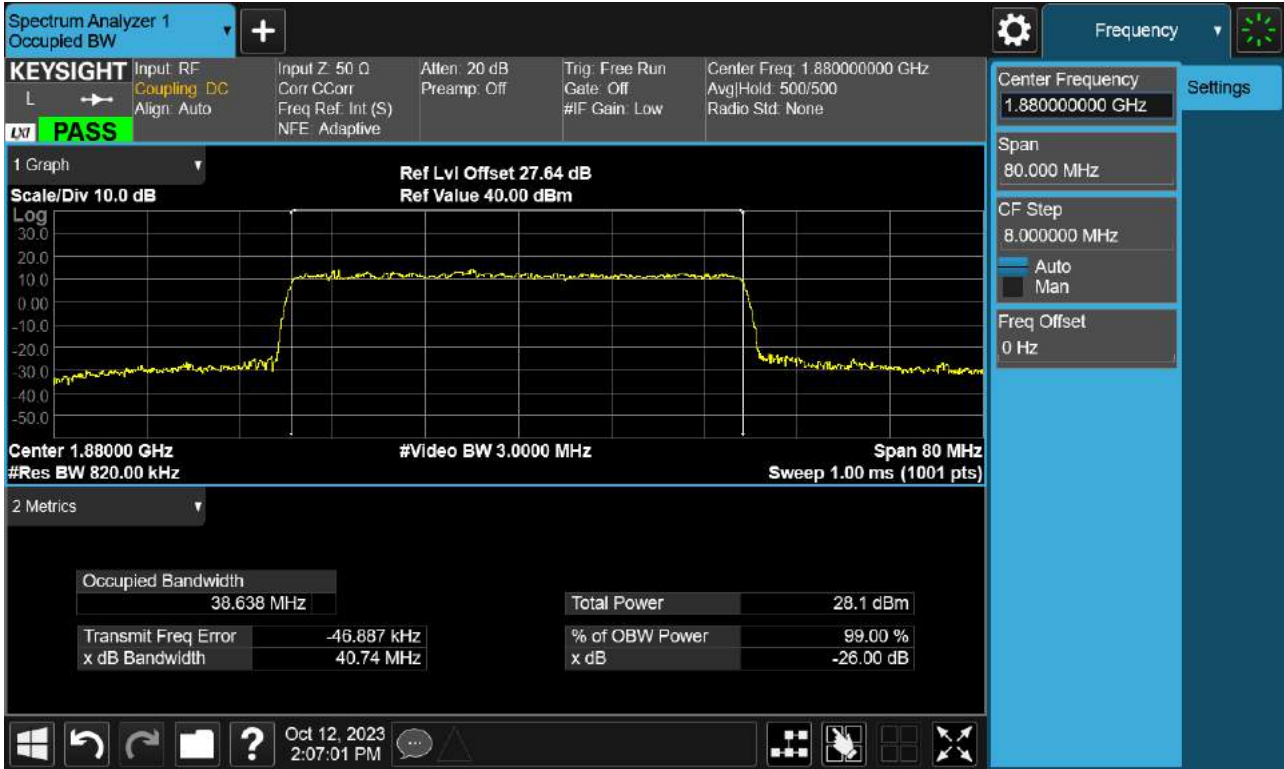 Spectrum Analyzer 1
Occupied BW
Frequency
KEYSIGHT
L
LXI
PASS
Input: RF
Coupling: DC
Align: Auto
Input Z: 50 Ω
Corr CCorr
Freq Ref: Int (S)
NFE: Adaptive
Atten: 20 dB
Preamp: Off
Trig: Free Run
Gate: Off
#IF Gain: Low
Center Freq: 1.880000000 GHz
Avg|Hold: 500/500
Radio Std: None
Center Frequency
1.880000000 GHz
Settings
Span
80.000 MHz
CF Step
8.000000 MHz
Auto
Man
Freq Offset
0 Hz
1 Graph
Scale/Div 10.0 dB
Ref Lvl Offset 27.64 dB
Ref Value 40.00 dBm
Log
30.0
20.0
10.0
0.00
-10.0
-20.0
-30.0
-40.0
-50.0
Center 1.88000 GHz
#Video BW 3.0000 MHz
Span 80 MHz
#Res BW 820.00 kHz
Sweep 1.00 ms (1001 pts)
2 Metrics
Occupied Bandwidth
38.638 MHz
Total Power 28.1 dBm
Transmit Freq Error -46.887 kHz
% of OBW Power 99.00 %
x dB Bandwidth 40.74 MHz
x dB -26.00 dB
?
Oct 12, 2023
2:07:01 PM